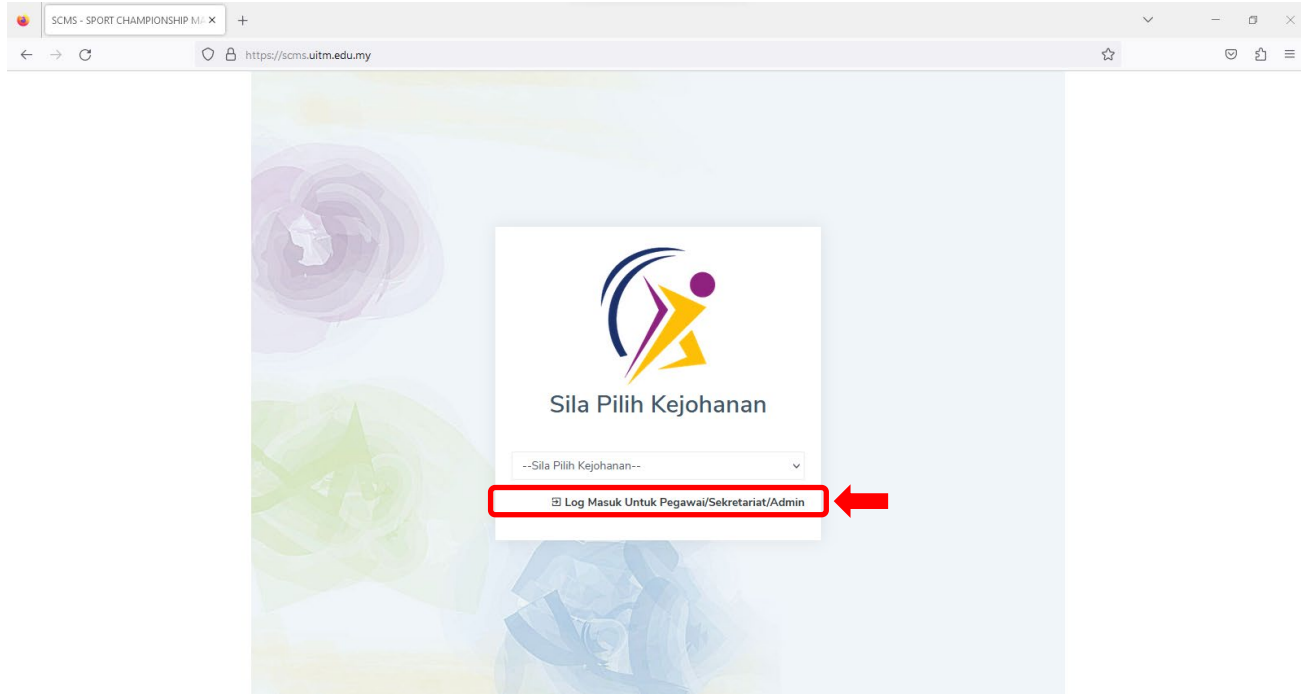 SCMS - SPORT CHAMPIONSHIP MA
https://scms.uitm.edu.my
Sila Pilih Kejohanan
--Sila Pilih Kejohanan--
Log Masuk Untuk Pegawai/Sekretariat/Admin